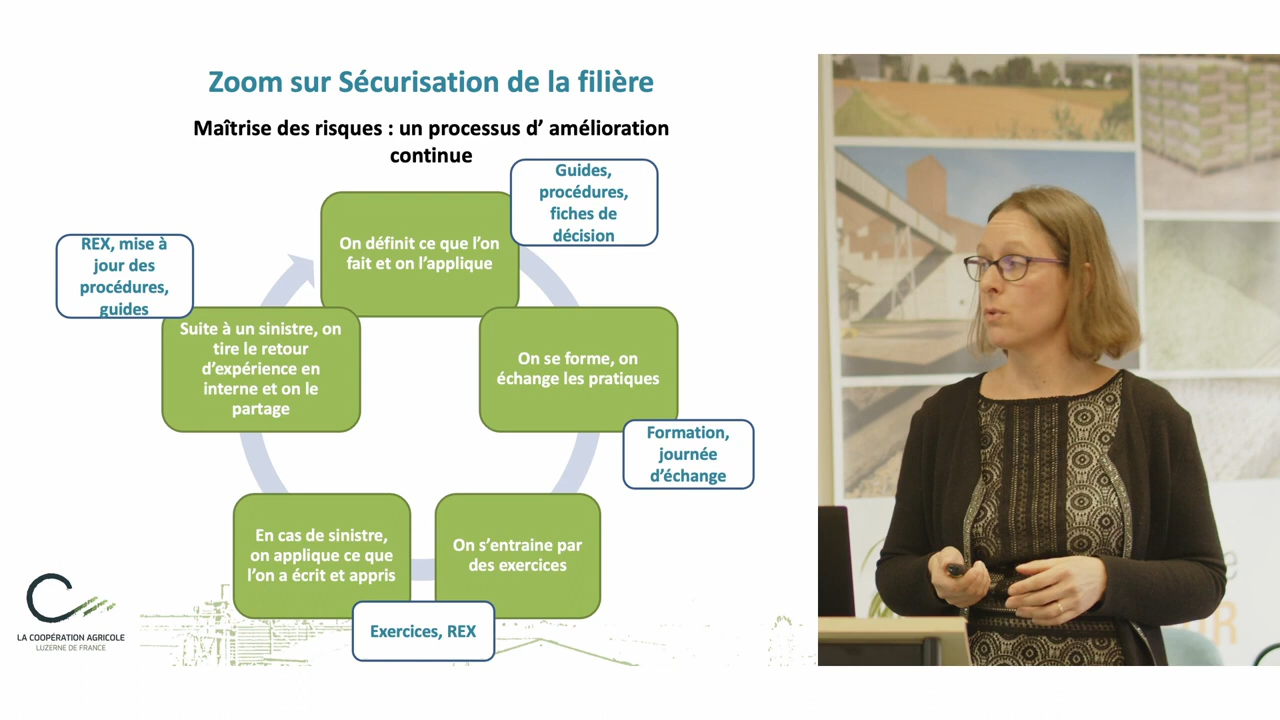 Zoom sur Sécurisation de la filière
Maîtrise des risques : un processus d’ amélioration
continue
Guides,
procédures,
fiches de
décision
On définit ce que l’on
fait et on l’applique
REX, mise à
jour des
procédures,
guides
Suite à un sinistre, on
tire le retour
d’expérience en
interne et on le
partage
On se forme, on
échange les pratiques
Formation,
journée
d’échange
En cas de sinistre,
on applique ce que
l’on a écrit et appris
On s’entraine par
des exercices
Exercices, REX
LA COOPÉRATION AGRICOLE
LUZERNE DE FRANCE